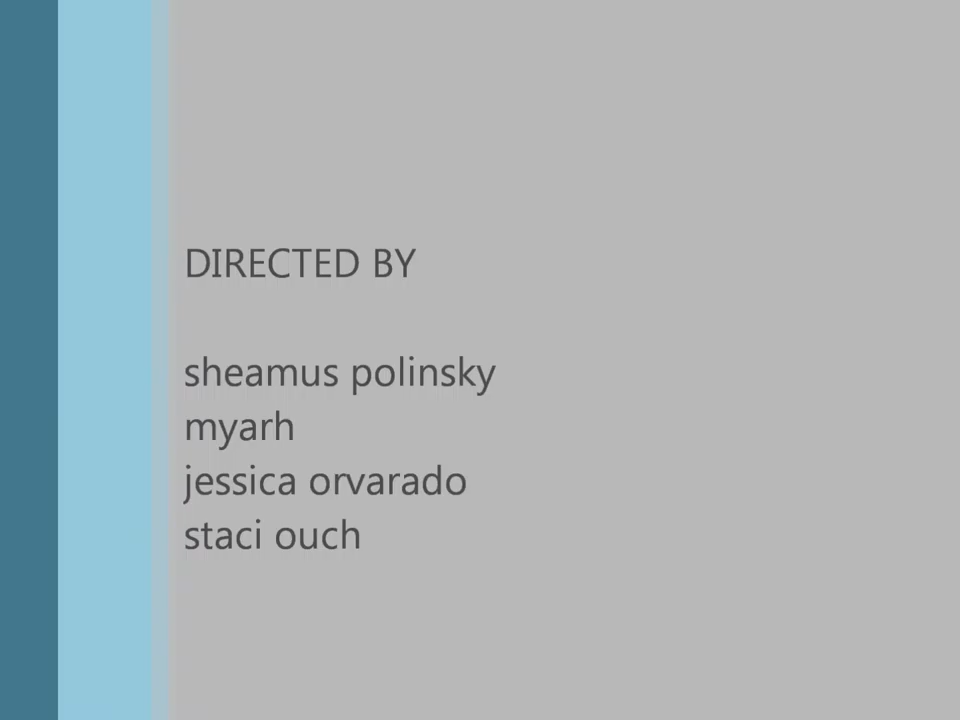 DIRECTED BY
sheamus polinsky
myarh
jessica orvarado
staci ouch